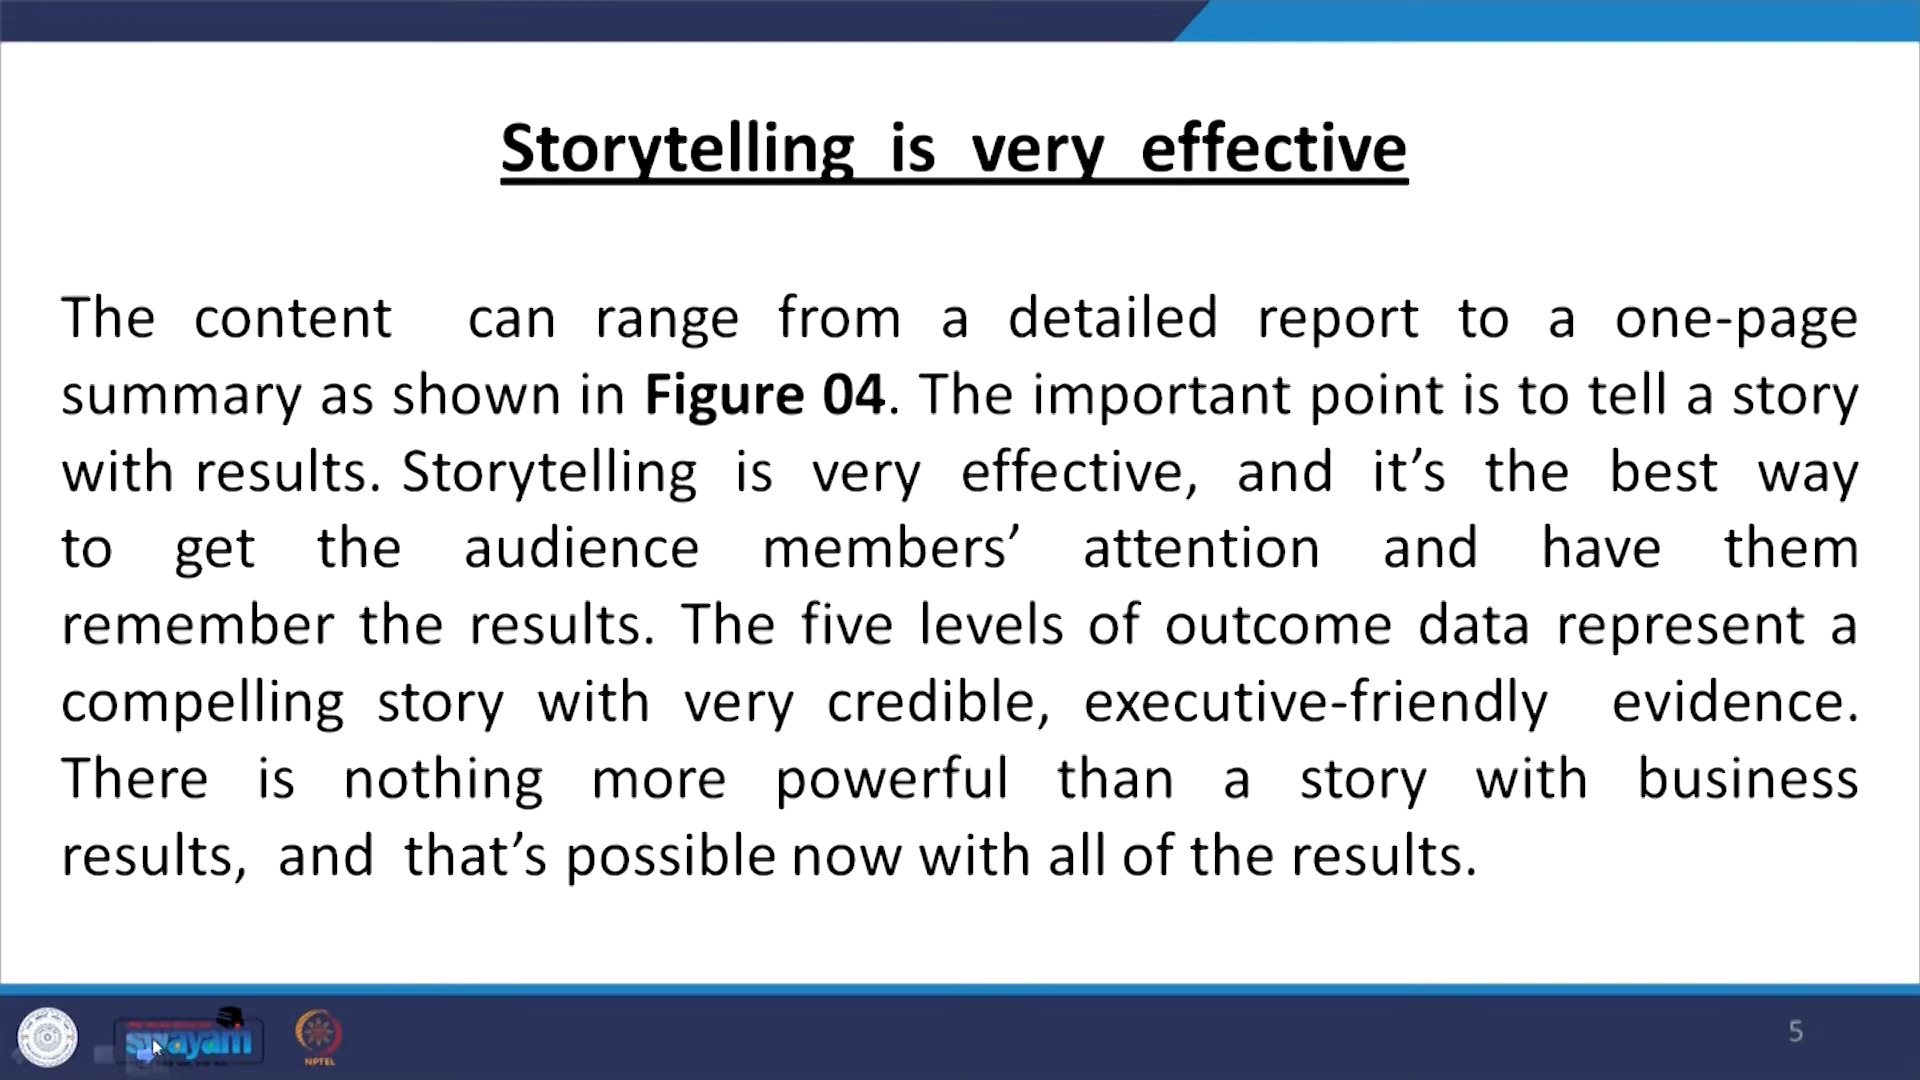 Storytelling is very effective
The content can range from a detailed report to a one-page
summary as shown in Figure 04. The important point is to tell a story
with results. Storytelling is very effective, and it’s the best way
to get the audience members’ attention and have them
remember the results. The five levels of outcome data represent a
compelling story with very credible, executive-friendly evidence.
There is nothing more powerful than a story with business
results, and that’s possible now with all of the results.
swayam
NPTEL
5